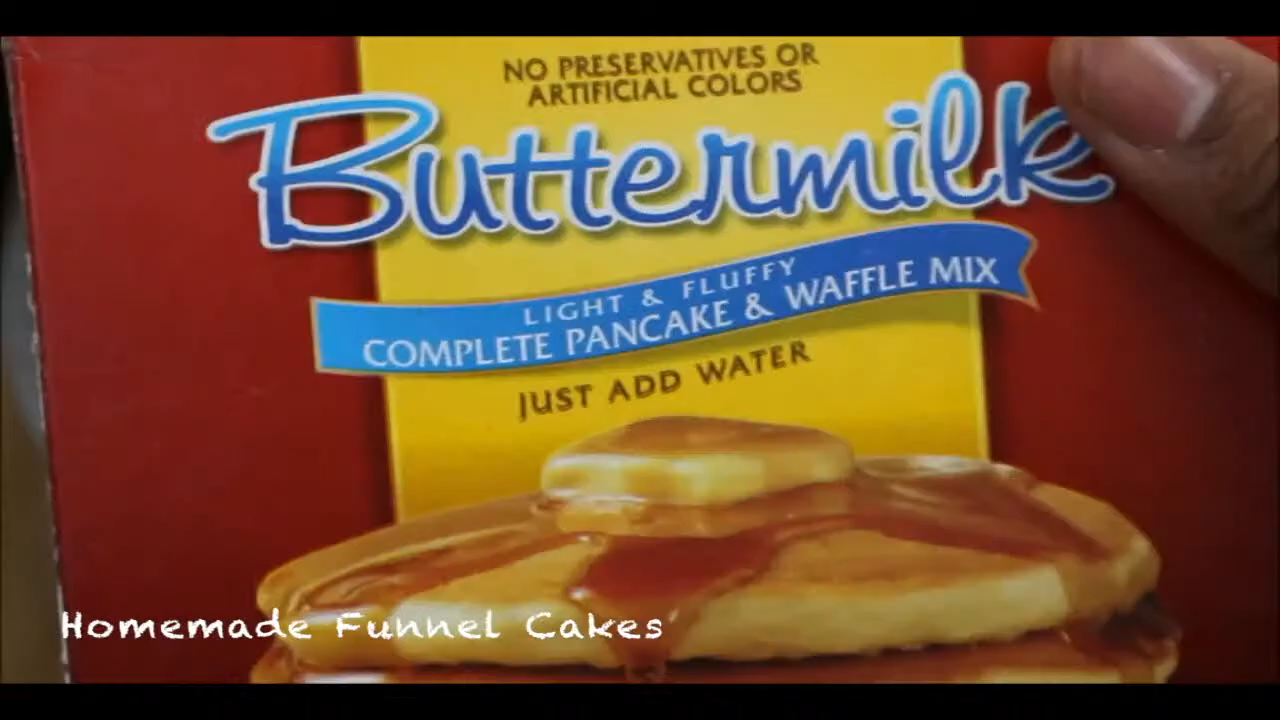 NO PRESERVATIVES OR
ARTIFICIAL COLORS
Buttermilk
LIGHT & FLUFFY
COMPLETE PANCAKE & WAFFLE MIX
JUST ADD WATER
Homemade Funnel Cakes